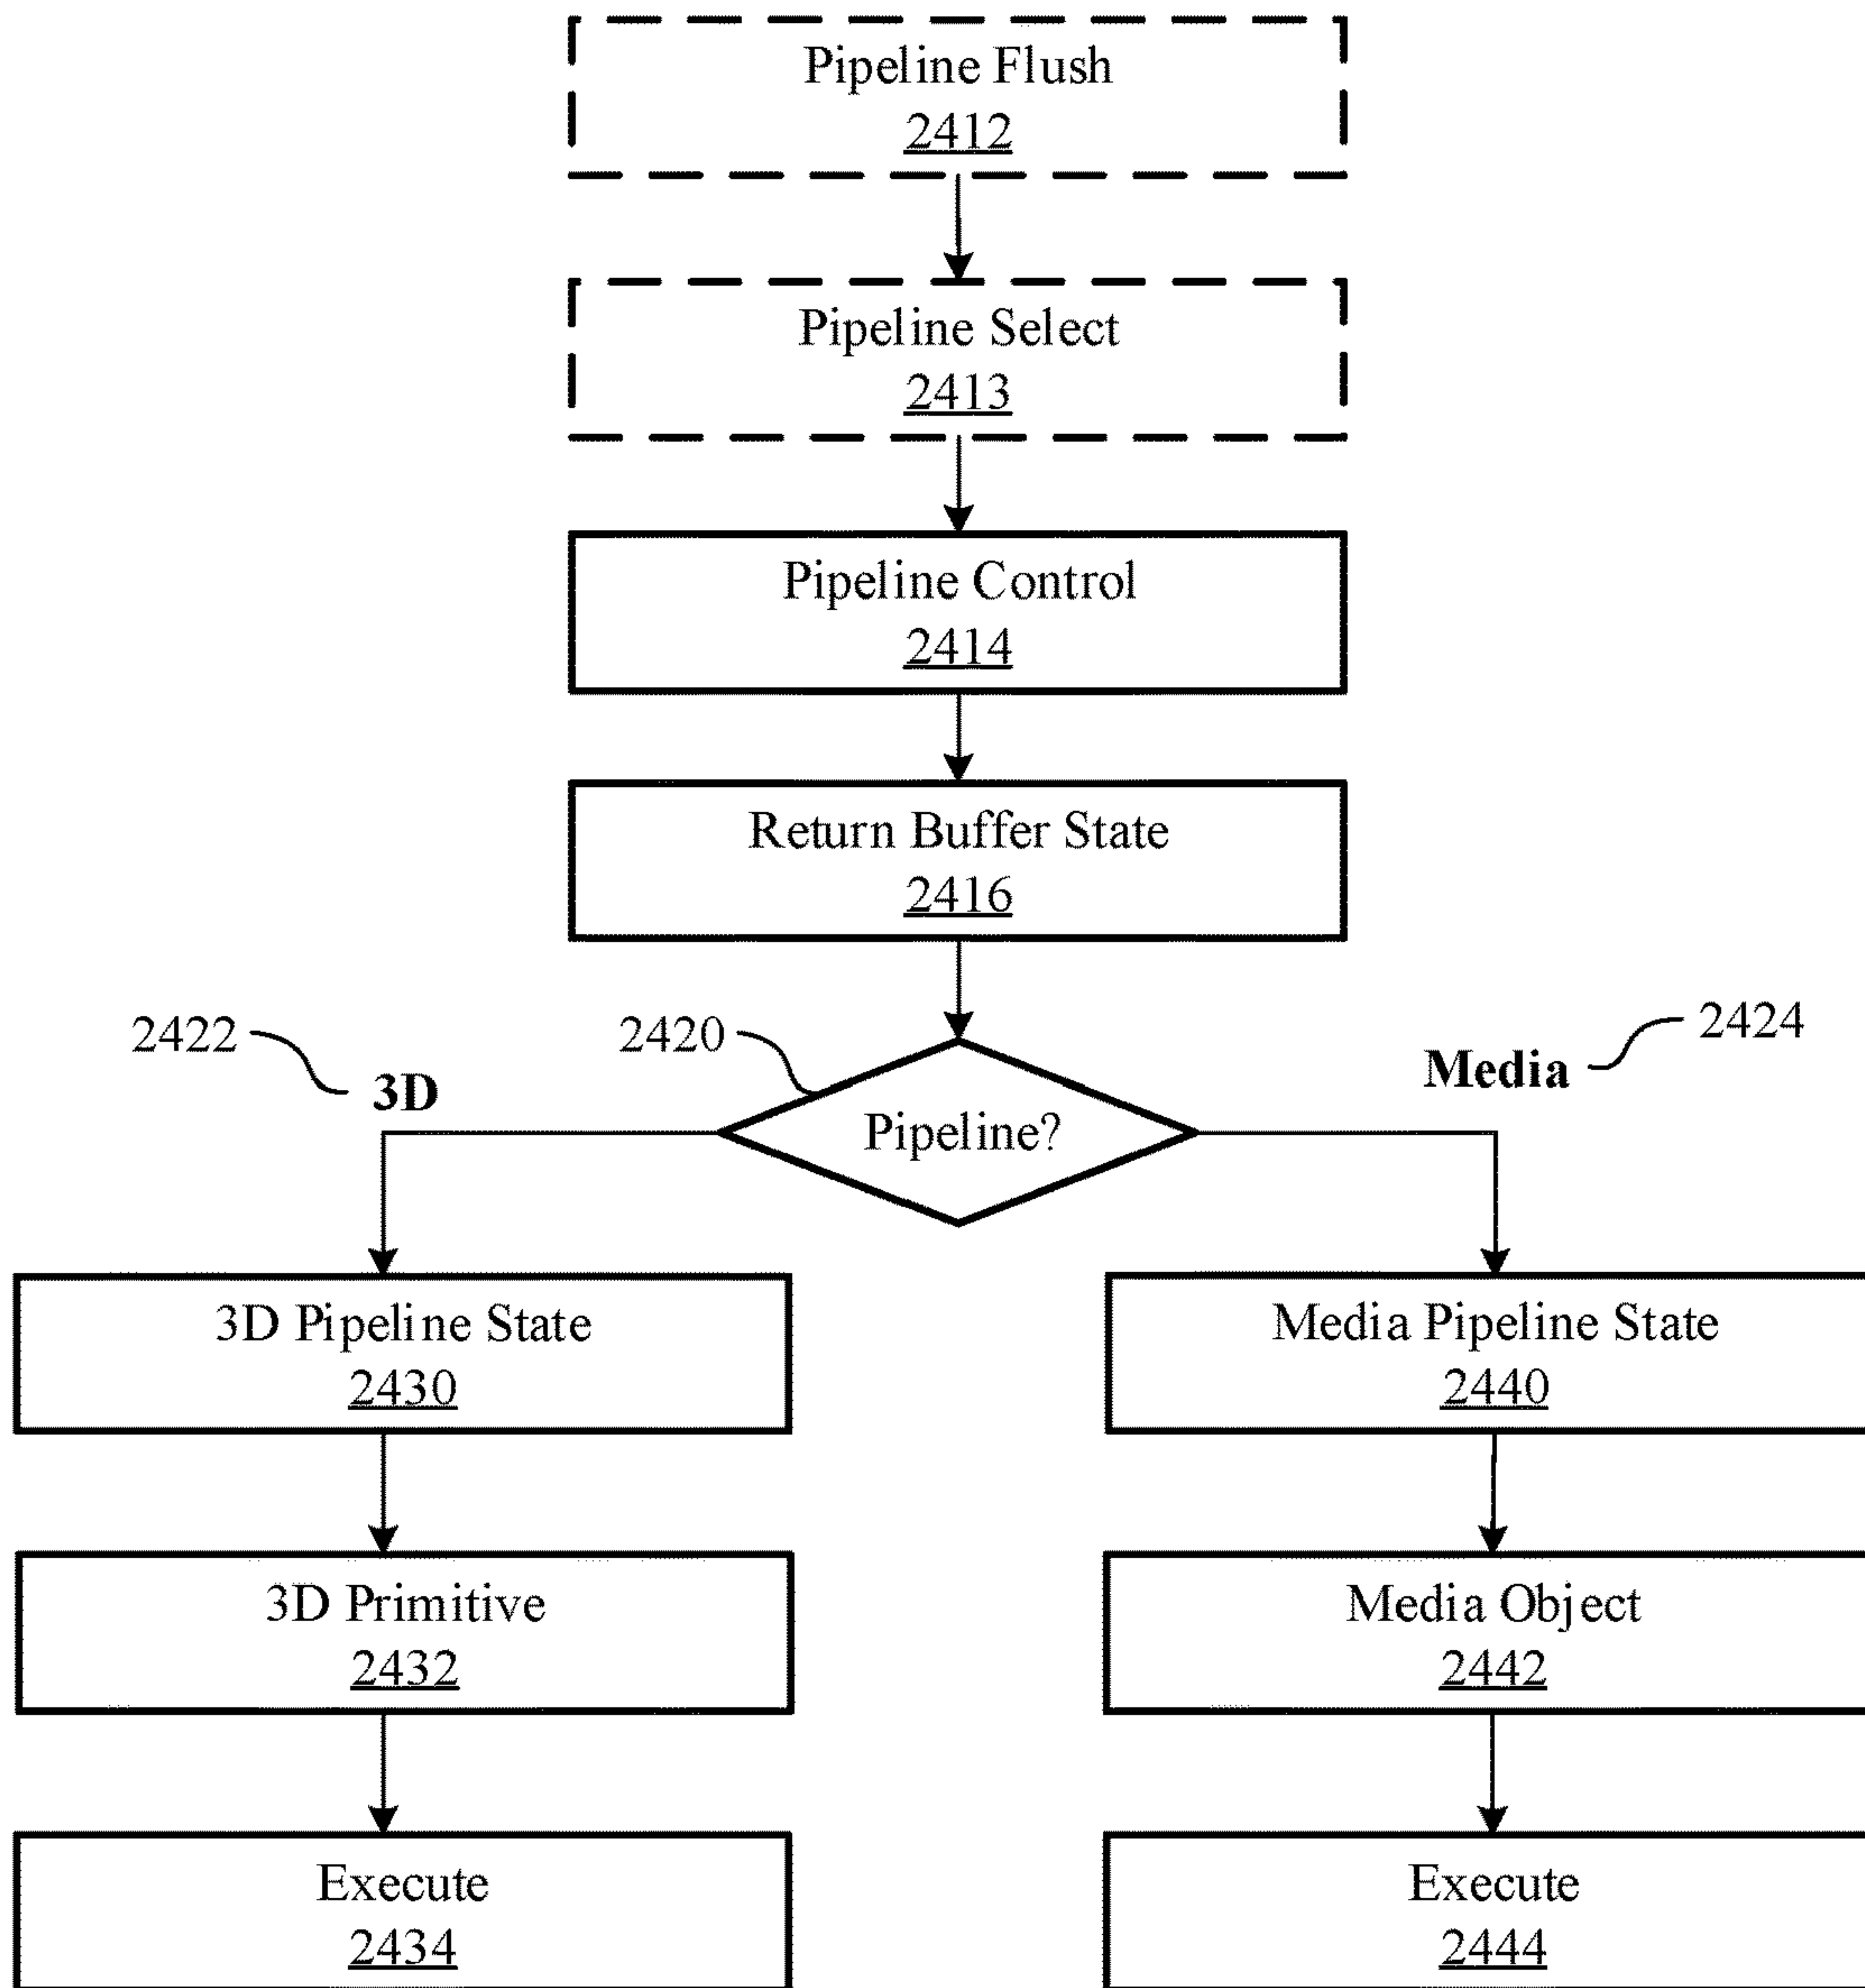 Pipeline Flush
2412
Pipeline Select
2413
Pipeline Control
2414
Return Buffer State
2416
2422
2420
2424
3D
Media
Pipeline?
3D Pipeline State
2430
Media Pipeline State
2440
3D Primitive
2432
Media Object
2442
Execute
2434
Execute
2444